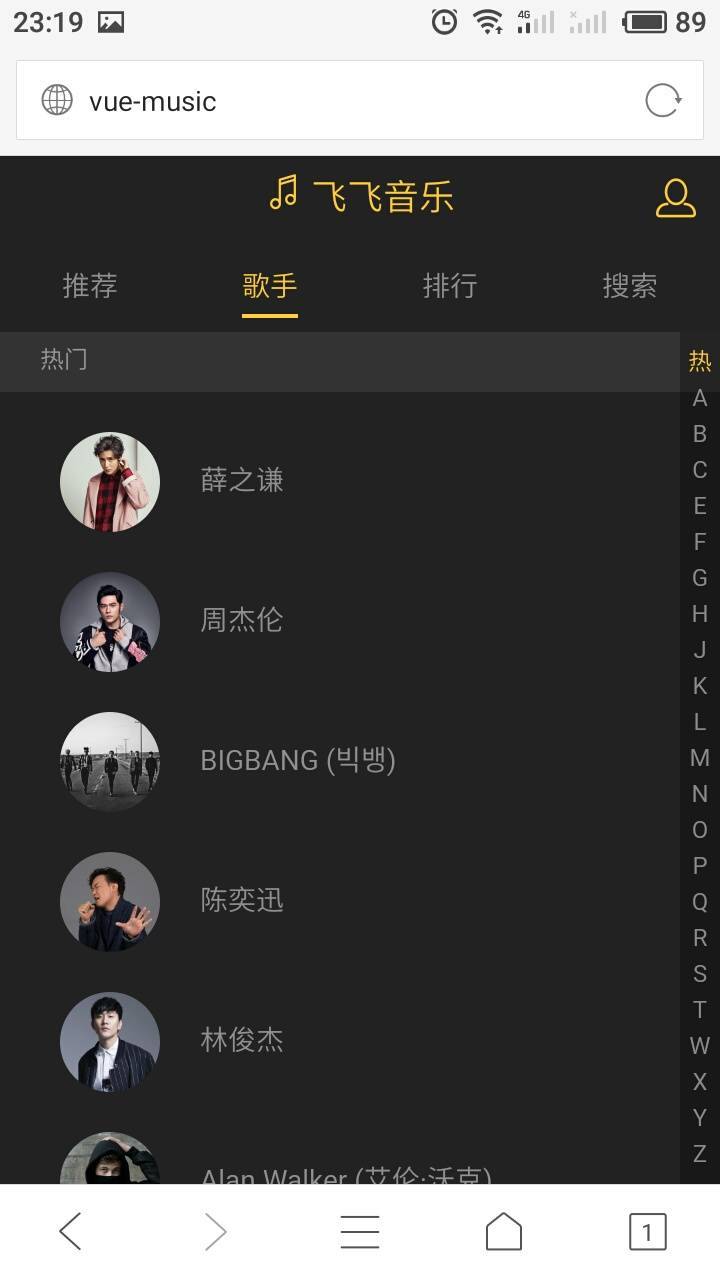 23:19
4G
89
vue-music
飞飞音乐
推荐 歌手 排行 搜索
热门
热
薛之谦
周杰伦
BIGBANG (빅뱅)
陈奕迅
林俊杰
Alan Walker (艾伦·沃克)
A
B
C
E
F
G
H
J
K
L
M
N
O
P
Q
R
S
T
W
X
Y
Z
1